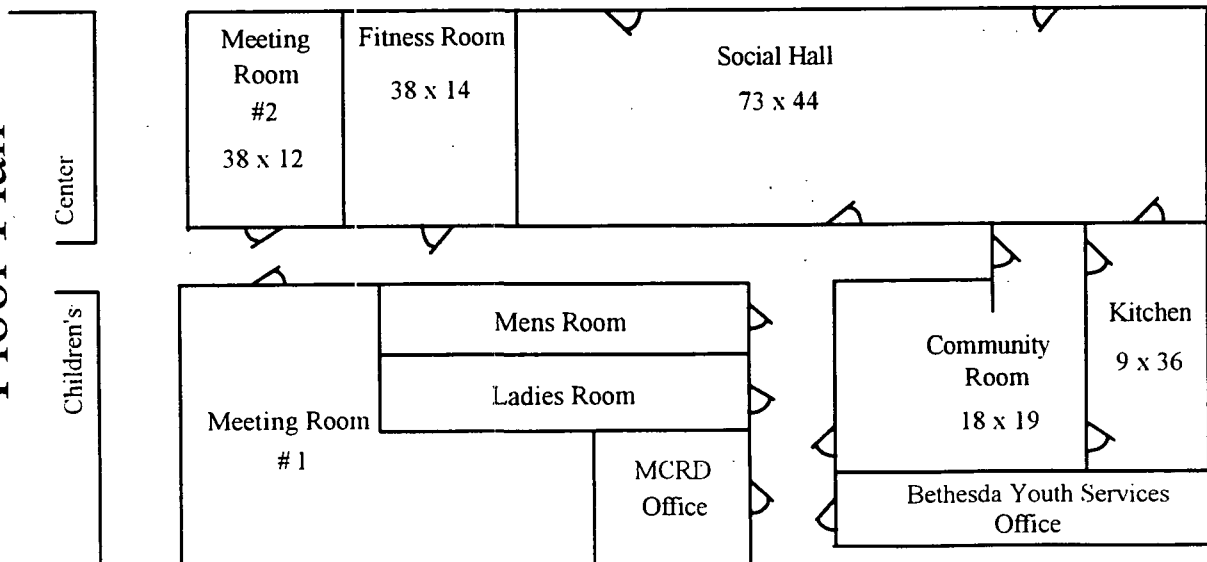 Center
Children's
Meeting
Room
#2
38 x 12
Fitness Room
38 x 14
Social Hall
73 x 44
Mens Room
Ladies Room
Meeting Room
# 1
MCRD
Office
Community
Room
18 x 19
Kitchen
9 x 36
Bethesda Youth Services
Office